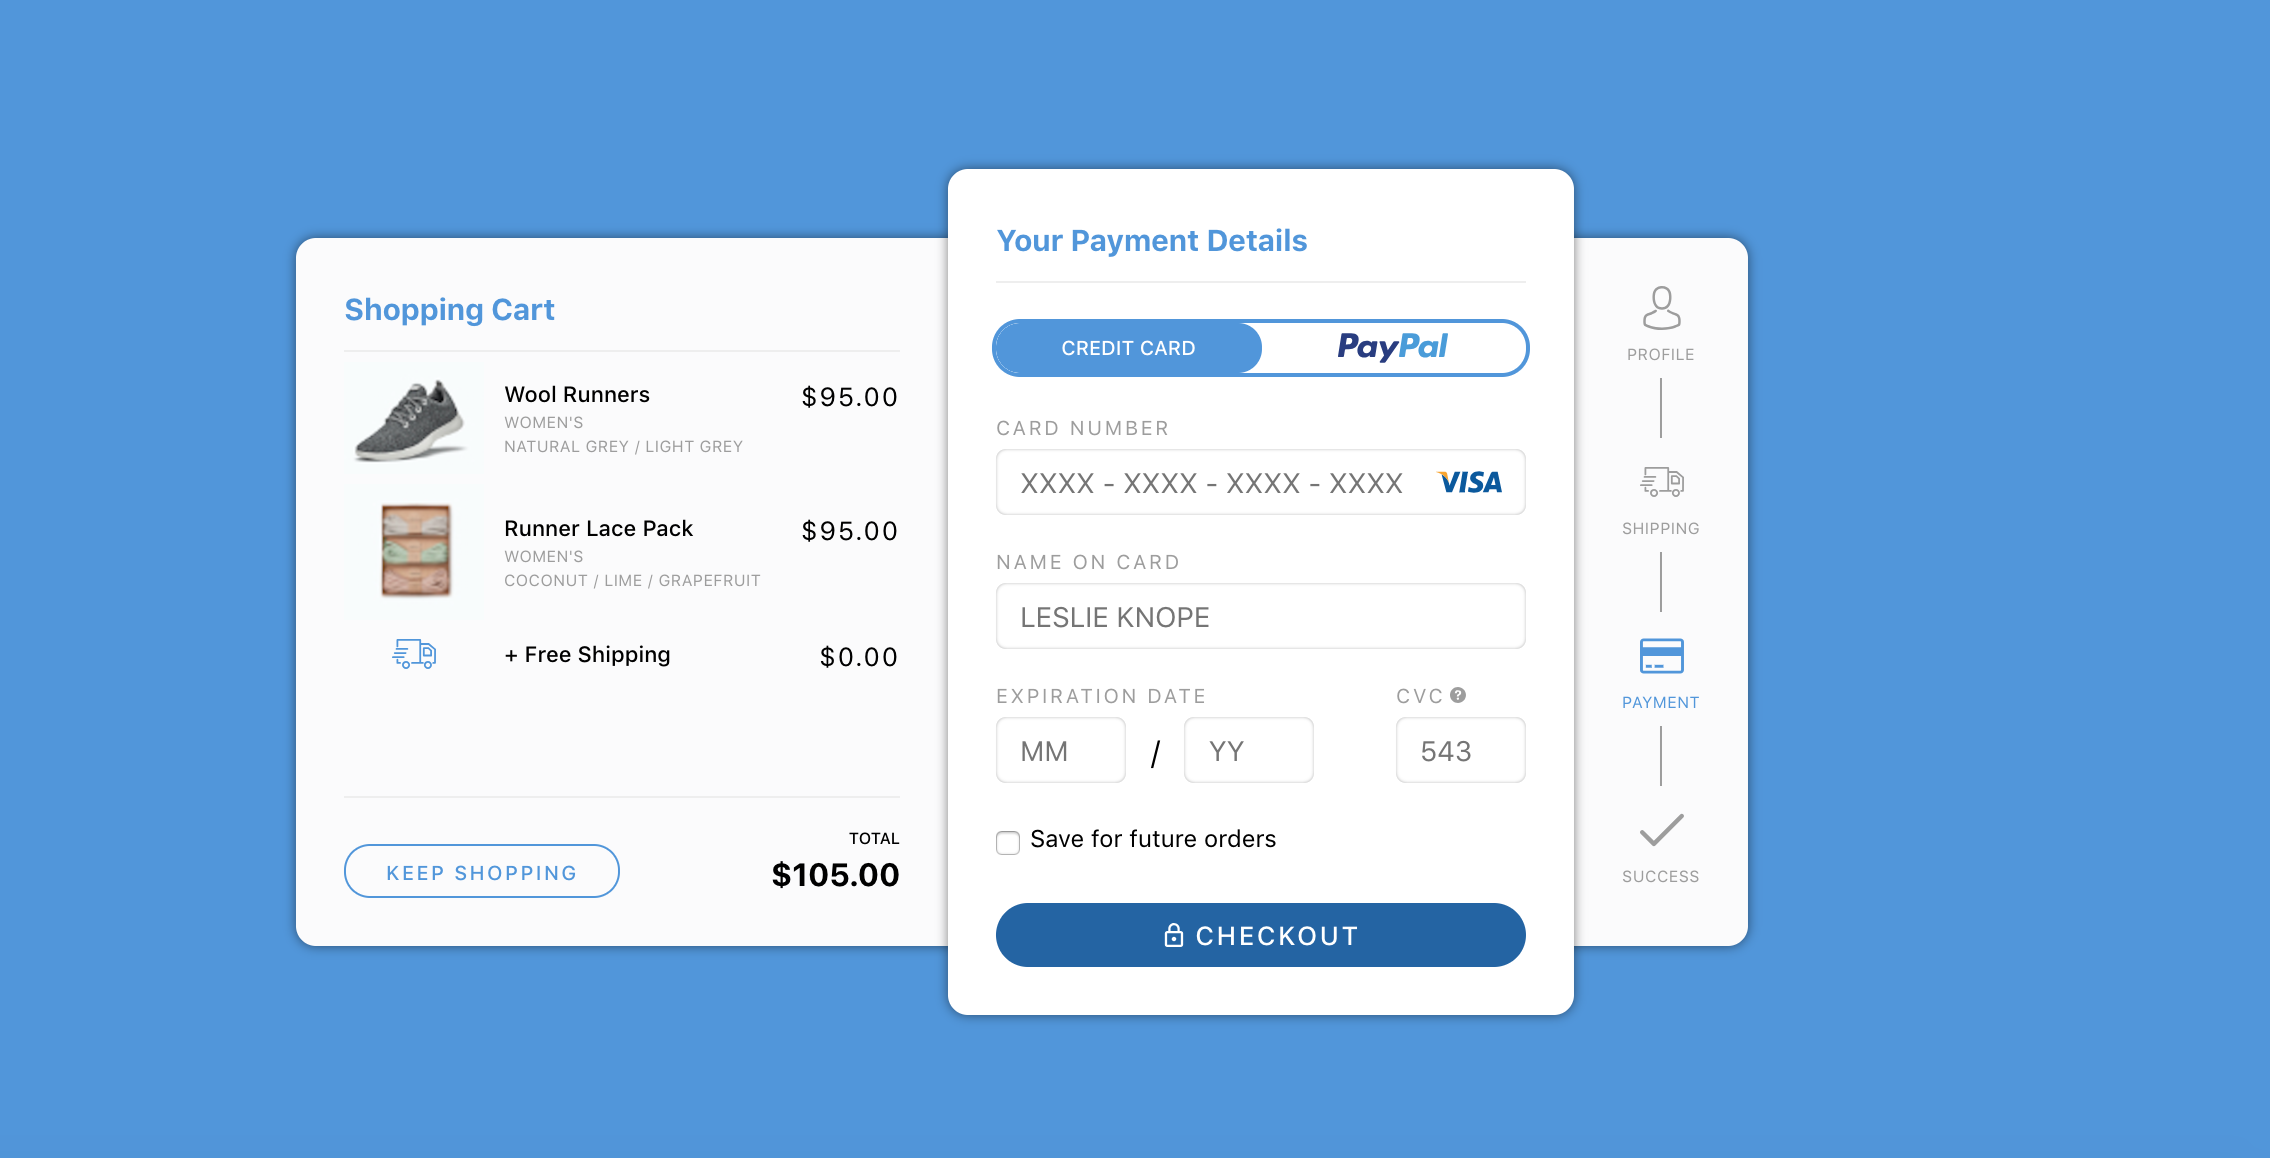 Shopping Cart
Wool Runners
$95.00
WOMEN'S
NATURAL GREY / LIGHT GREY
Runner Lace Pack
$95.00
WOMEN'S
COCONUT / LIME / GRAPEFRUIT
+ Free Shipping
$0.00
TOTAL
$105.00
KEEP SHOPPING
Your Payment Details
CREDIT CARD
PayPal
CARD NUMBER
XXXX - XXXX - XXXX - XXXX
VISA
NAME ON CARD
LESLIE KNOPE
EXPIRATION DATE
CVC ?
MM / YY
543
Save for future orders
CHECKOUT
PROFILE
SHIPPING
PAYMENT
SUCCESS